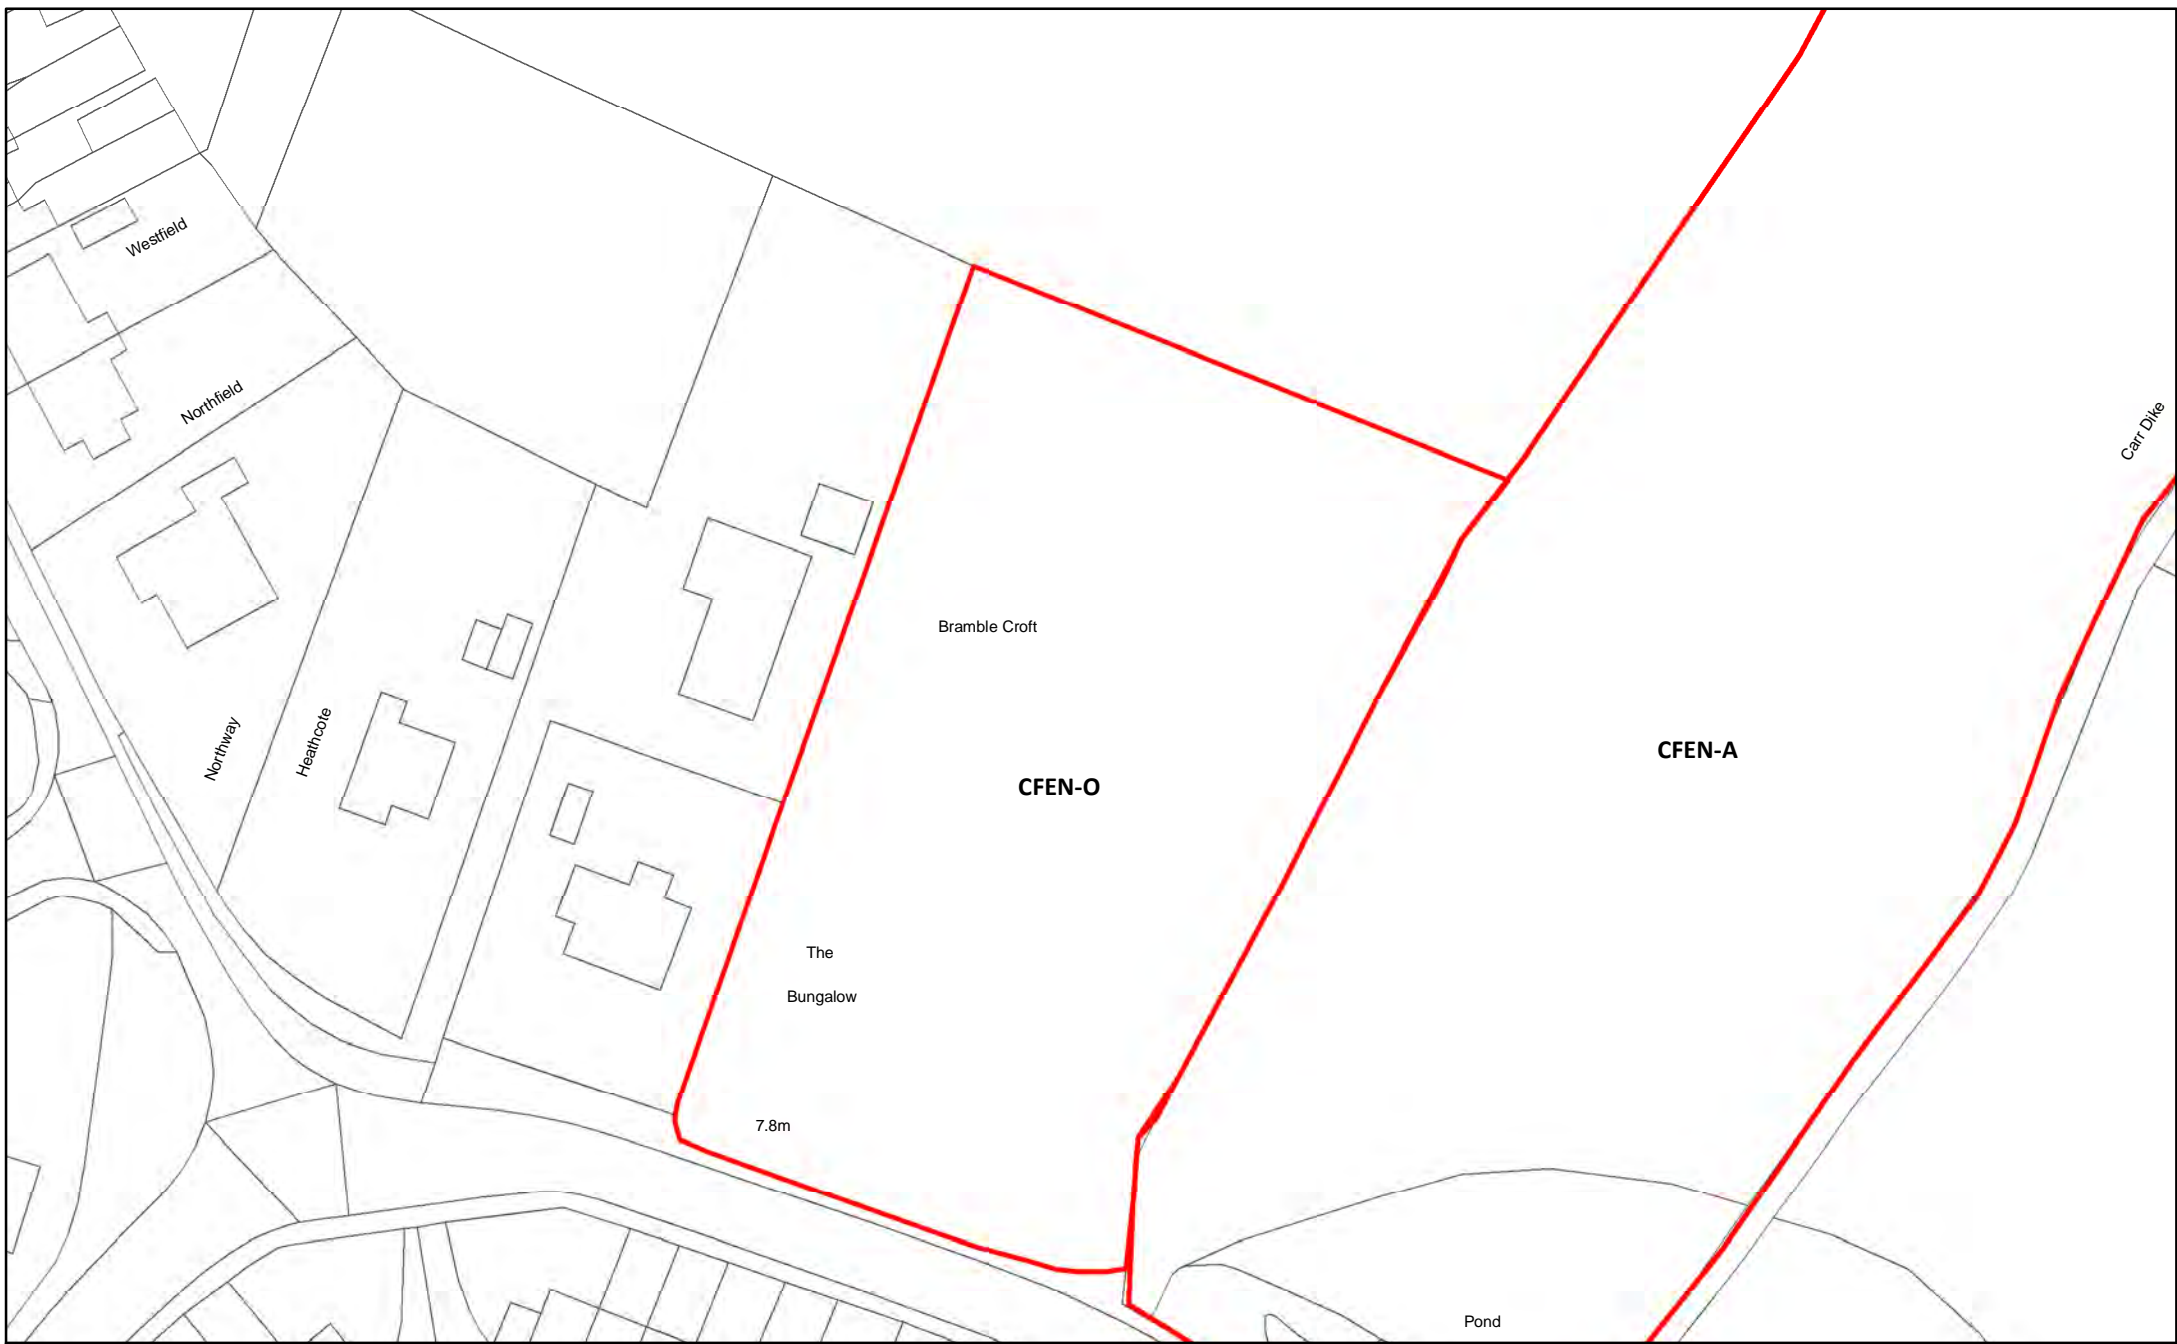 Westfield
Northfield
Carr Dike
Bramble Croft
Northway
Heathcote
CFEN-A
CFEN-O
The
Bungalow
7.8m
Pond